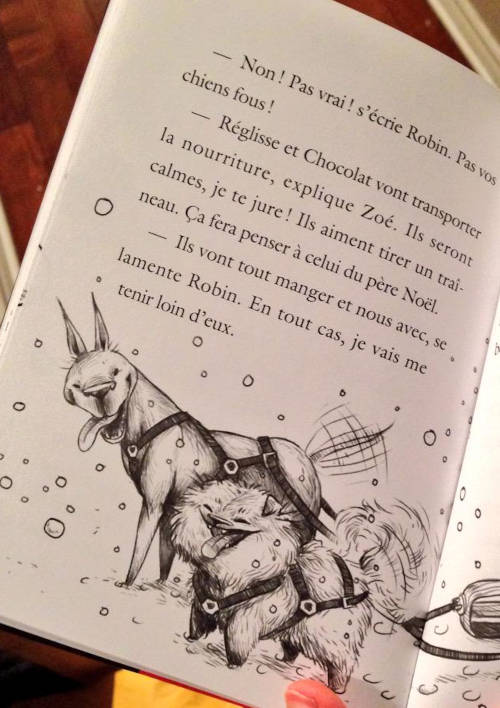 — Non ! Pas vrai ! s'écrie Robin. Pas vos
chiens fous !
— Réglisse et Chocolat vont transporter
la nourriture, explique Zoé. Ils seront
calmes, je te jure ! Ils aiment tirer un traî-
neau. Ça fera penser à celui du père Noël.
— Ils vont tout manger et nous avec, se
lamente Robin. En tout cas, je vais me
tenir loin d'eux.